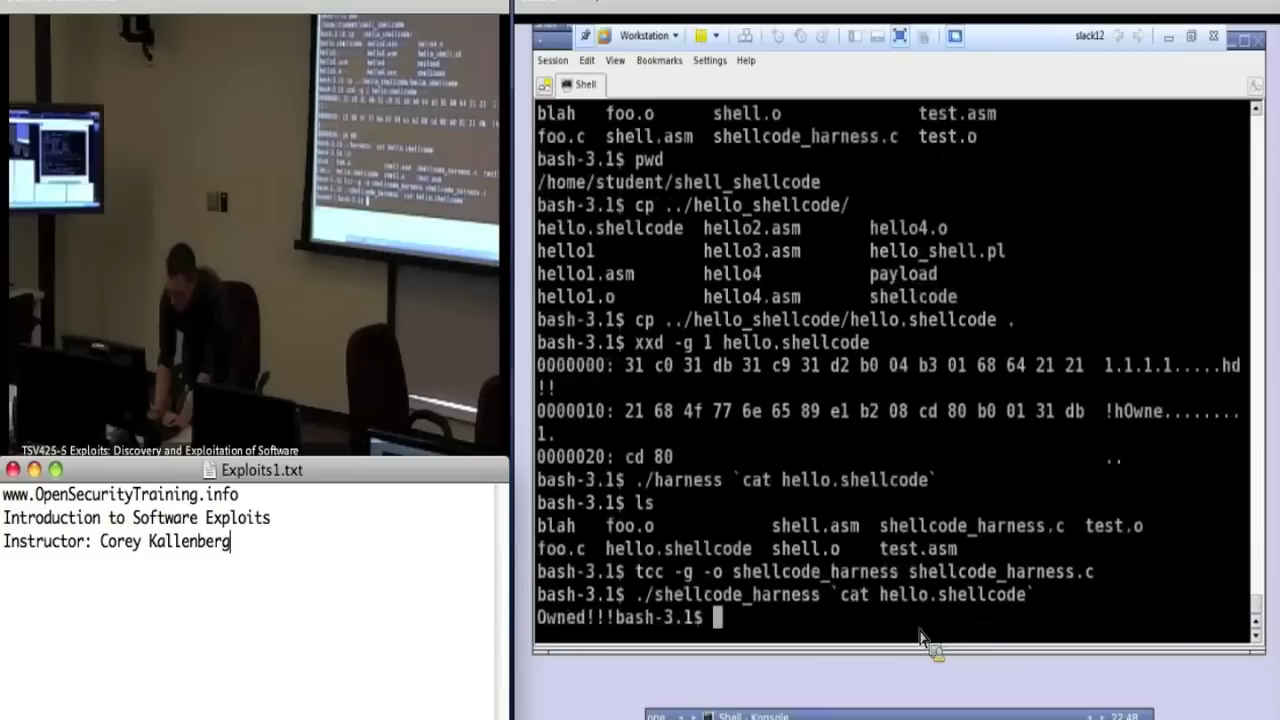 Workstation
slack12
Session Edit View Bookmarks Settings Help
Shell
blah foo.o shell.o test.asm
foo.c shell.asm shellcode_harness.c test.o
bash-3.1$ pwd
/home/student/shell_shellcode
bash-3.1$ cp ../hello_shellcode/
hello.shellcode hello2.asm hello4.o
hello1 hello3.asm hello_shell.pl
hello1.asm hello4 payload
hello1.o hello4.asm shellcode
bash-3.1$ cp ../hello_shellcode/hello.shellcode .
bash-3.1$ xxd -g 1 hello.shellcode
0000000: 31 c0 31 db 31 c9 31 d2 b0 04 b3 01 68 64 21 21 1.1.1.1.....hd
!!
0000010: 21 68 4f 77 6e 65 89 e1 b2 08 cd 80 b0 01 31 db !hOwne........
1.
0000020: cd 80 ..
bash-3.1$ ./harness `cat hello.shellcode`
bash-3.1$ ls
blah foo.o shell.asm shellcode_harness.c test.o
foo.c hello.shellcode shell.o test.asm
bash-3.1$ tcc -g -o shellcode_harness shellcode_harness.c
bash-3.1$ ./shellcode_harness `cat hello.shellcode`
Owned!!!bash-3.1$
Shell - Konsole
22:48
TSV425-S Exploits: Discovery and Exploitation of Software
Exploits1.txt
www.OpenSecurityTraining.info
Introduction to Software Exploits
Instructor: Corey Kallenberg